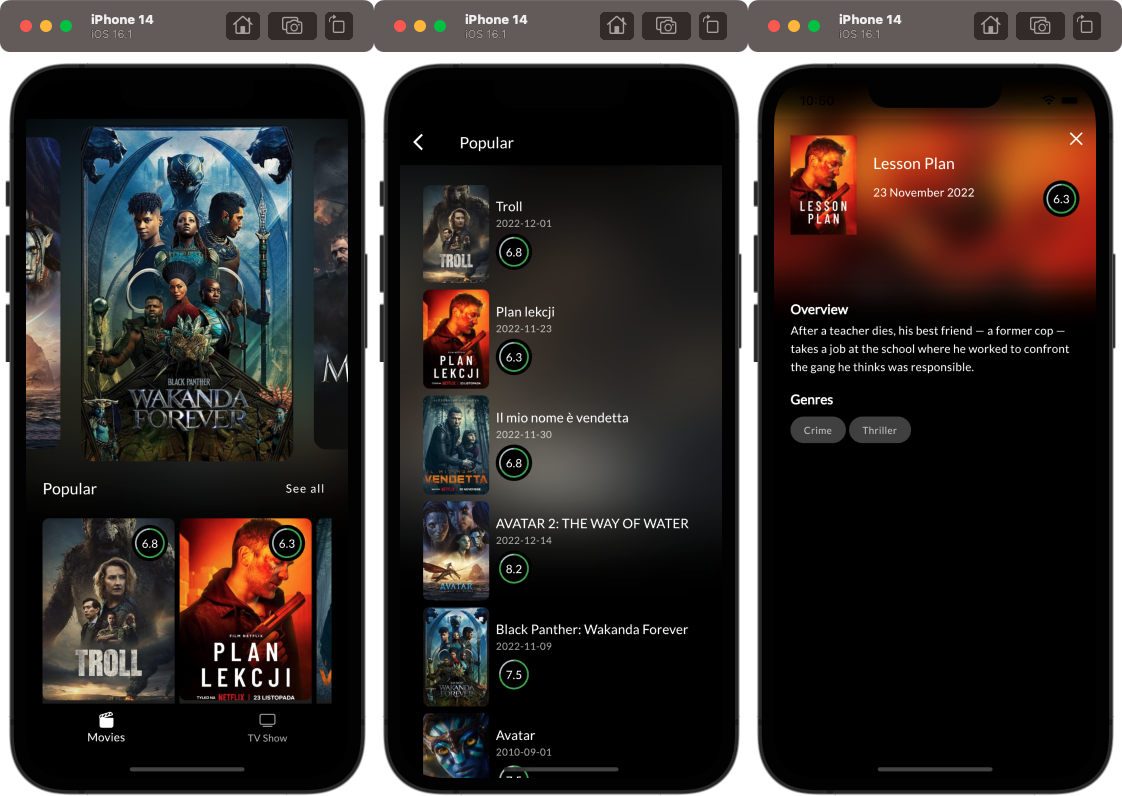 iPhone 14
iOS 16.1
BLACK PANTHER
WAKANDA
FOREVER
M
Popular
See all
6.8
TROLL
6.3
FILM NETFLIX
PLAN
LEKCJI
TYLKO NA NETFLIX | 23 LISTOPADA
Movies
TV Show
iPhone 14
iOS 16.1
Popular
Troll
2022-12-01
6.8
TROLL
Plan lekcji
2022-11-23
6.3
PLAN
LEKCJI
Il mio nome è vendetta
2022-11-30
6.8
VENDETTA
AVATAR 2: THE WAY OF WATER
2022-12-14
8.2
AVATAR
Black Panther: Wakanda Forever
2022-11-09
7.5
WAKANDA
FOREVER
Avatar
2010-09-01
iPhone 14
iOS 16.1
10:50
Lesson Plan
23 November 2022
6.3
LESSON
PLAN
Overview
After a teacher dies, his best friend — a former cop —
takes a job at the school where he worked to confront
the gang he thinks was responsible.
Genres
Crime
Thriller